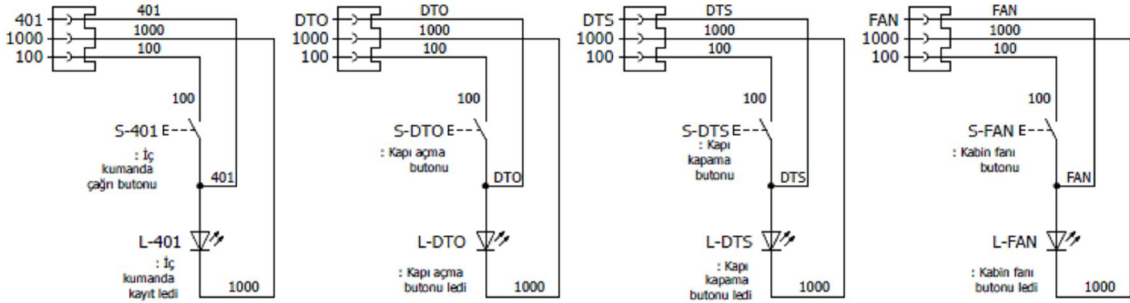 401
401
1000
1000
100
100
100
S-401 E
: İç
kumanda
çağrı butonu
401
L-401
: İç
kumanda
kayıt ledi
1000
DTO
DTO
1000
1000
100
100
100
S-DTO E
: Kapı açma
butonu
DTO
L-DTO
: Kapı açma
butonu ledi
1000
DTS
DTS
1000
1000
100
100
100
S-DTS E
: Kapı
kapama
butonu
DTS
L-DTS
: Kapı
kapama
butonu ledi
1000
FAN
FAN
1000
1000
100
100
100
S-FAN E
: Kabin fanı
butonu
FAN
L-FAN
: Kabin fanı
butonu ledi
1000